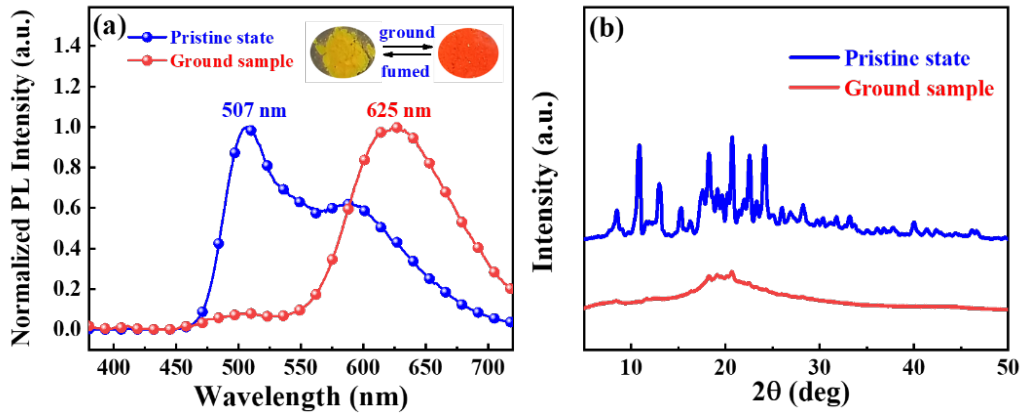 (a)
Pristine state
Ground sample
ground
fumed
507 nm
625 nm
Normalized PL Intensity (a.u.)
1.4
1.2
1.0
0.8
0.6
0.4
0.2
0.0
400 450 500 550 600 650 700
Wavelength (nm)
(b)
Pristine state
Ground sample
Intensity (a.u.)
10 20 30 40 50
2θ (deg)